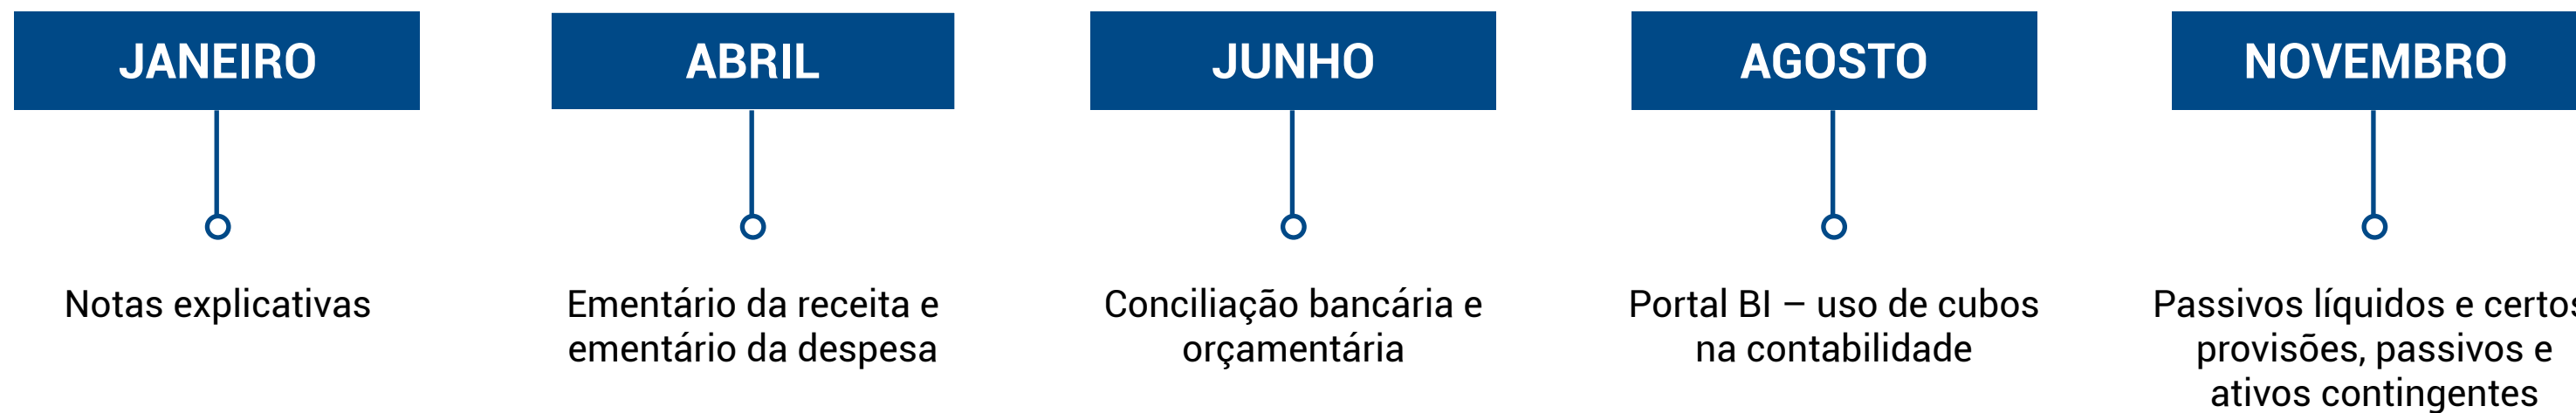 JANEIRO
ABRIL
JUNHO
AGOSTO
NOVEMBRO
Notas explicativas
Ementário da receita e
ementário da despesa
Conciliação bancária e
orçamentária
Portal BI – uso de cubos
na contabilidade
Passivos líquidos e certos
provisões, passivos e
ativos contingentes